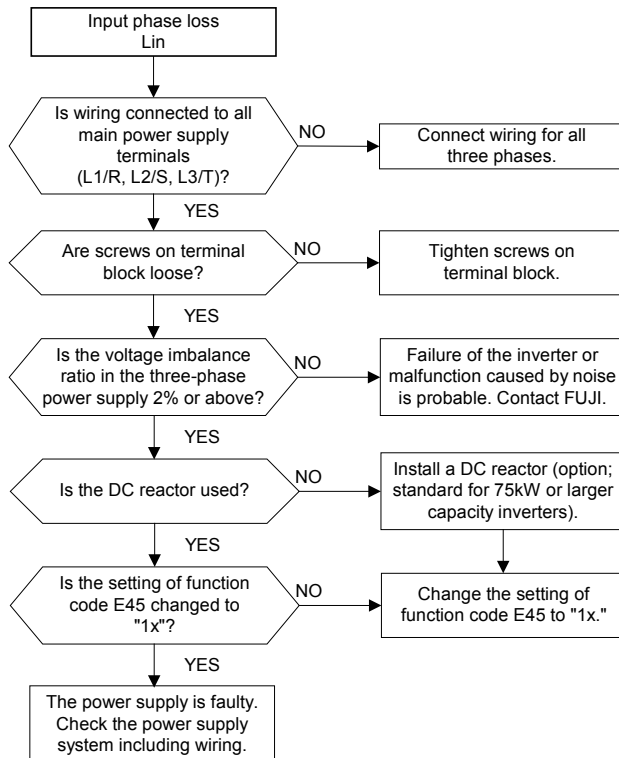 Input phase loss
Lin
Is wiring connected to all
main power supply
terminals
(L1/R, L2/S, L3/T)?
NO
Connect wiring for all
three phases.
YES
Are screws on terminal
block loose?
NO
Tighten screws on
terminal block.
YES
Is the voltage imbalance
ratio in the three-phase
power supply 2% or above?
NO
Failure of the inverter or
malfunction caused by noise
is probable. Contact FUJI.
YES
Is the DC reactor used?
NO
Install a DC reactor (option;
standard for 75kW or larger
capacity inverters).
YES
Is the setting of function
code E45 changed to
"1x"?
NO
Change the setting of
function code E45 to "1x."
YES
The power supply is faulty.
Check the power supply
system including wiring.